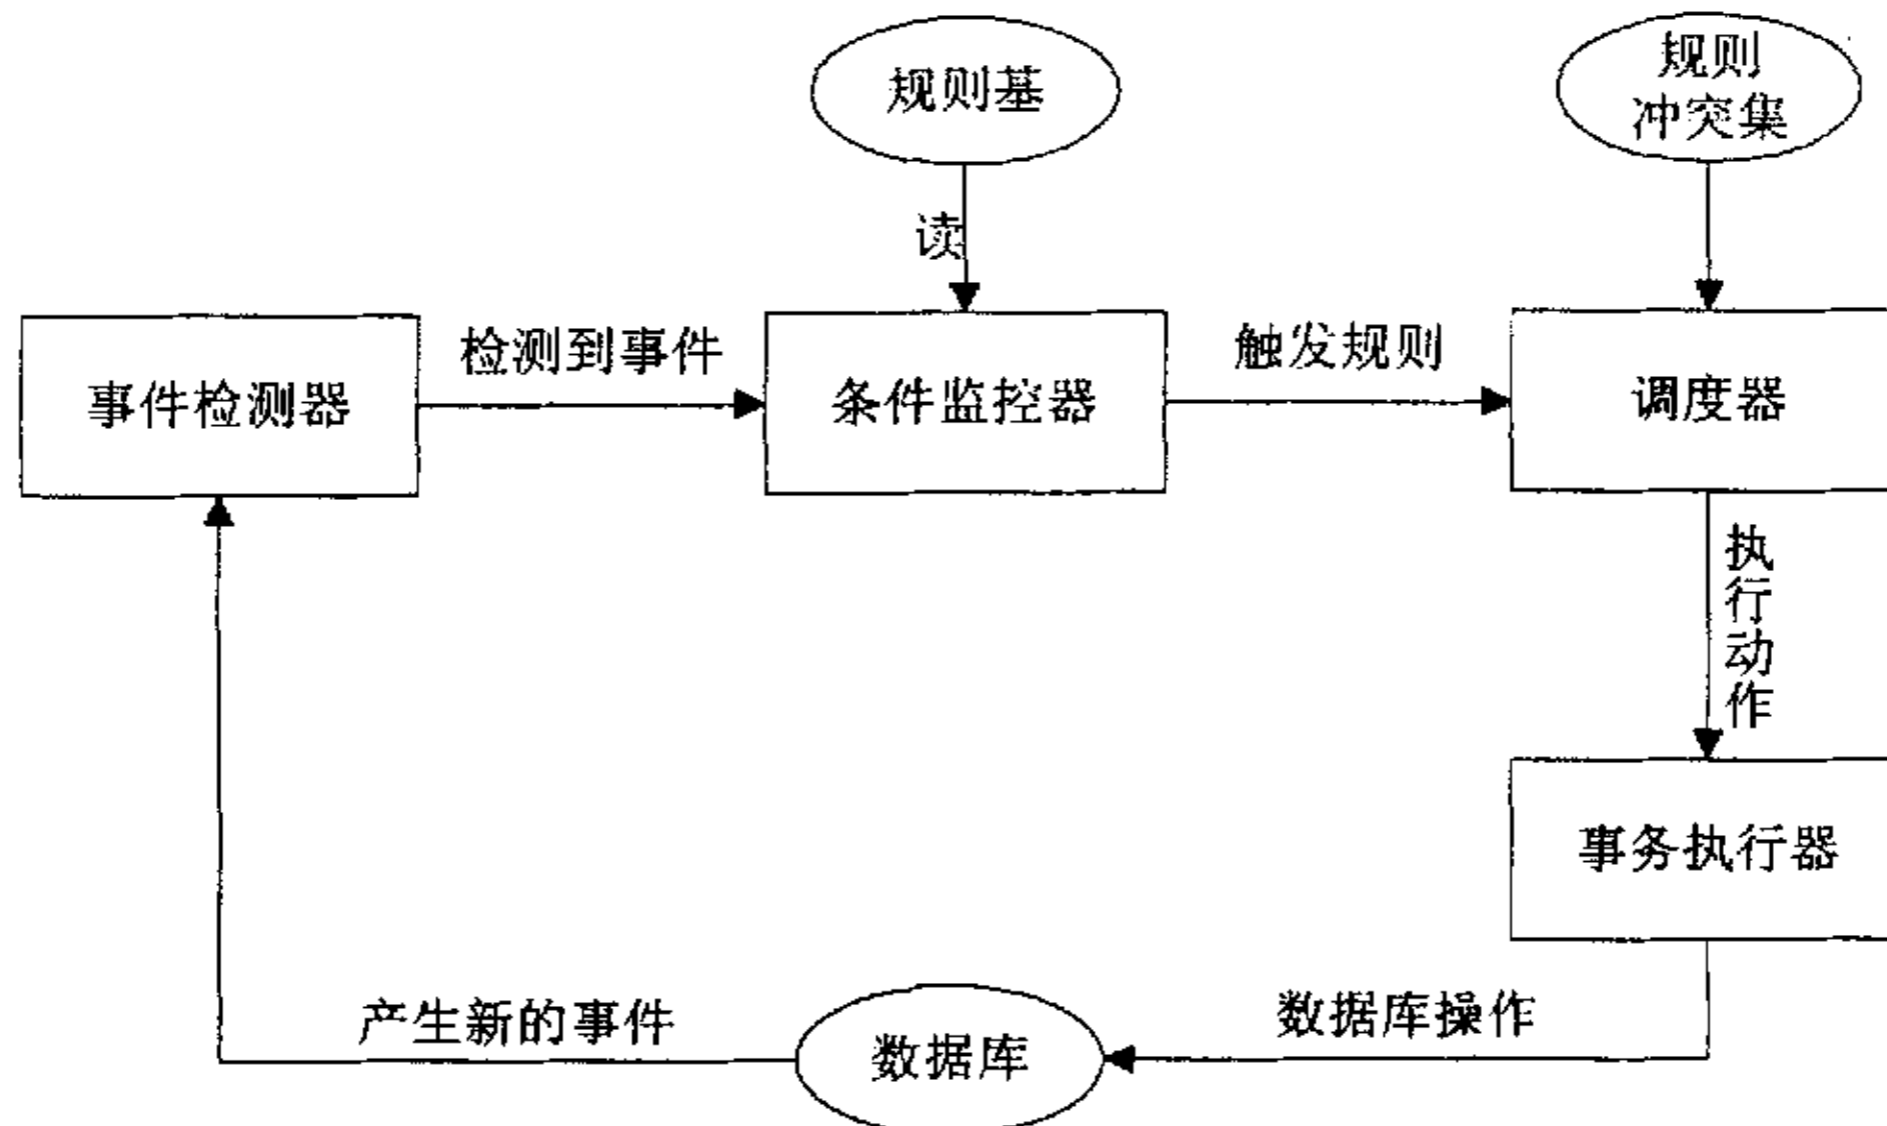 规则基
规则
冲突集
读
检测到事件
触发规则
事件检测器
条件监控器
调度器
执行动作
事务执行器
产生新的事件
数据库
数据库操作